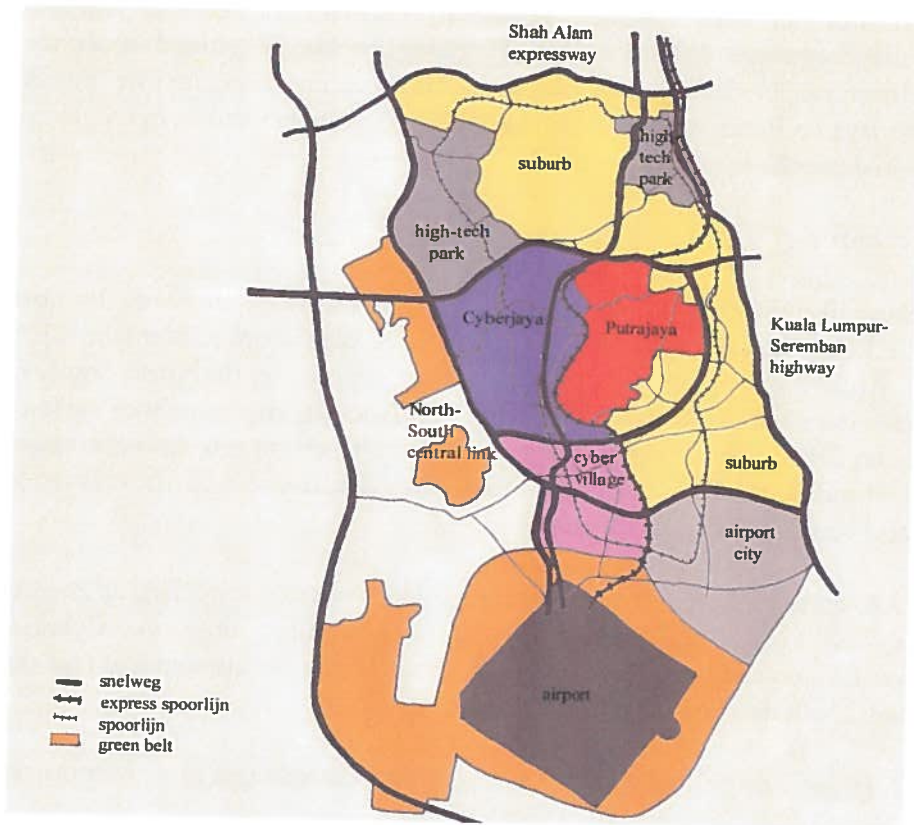 Shah Alam
expressway
suburb
high
tech
park
high-tech
park
Cyberjaya
Putrajaya
Kuala Lumpur-
Seremban
highway
North-
South
central link
cyber
village
suburb
airport
city
airport
snelweg
express spoorlijn
spoorlijn
green belt